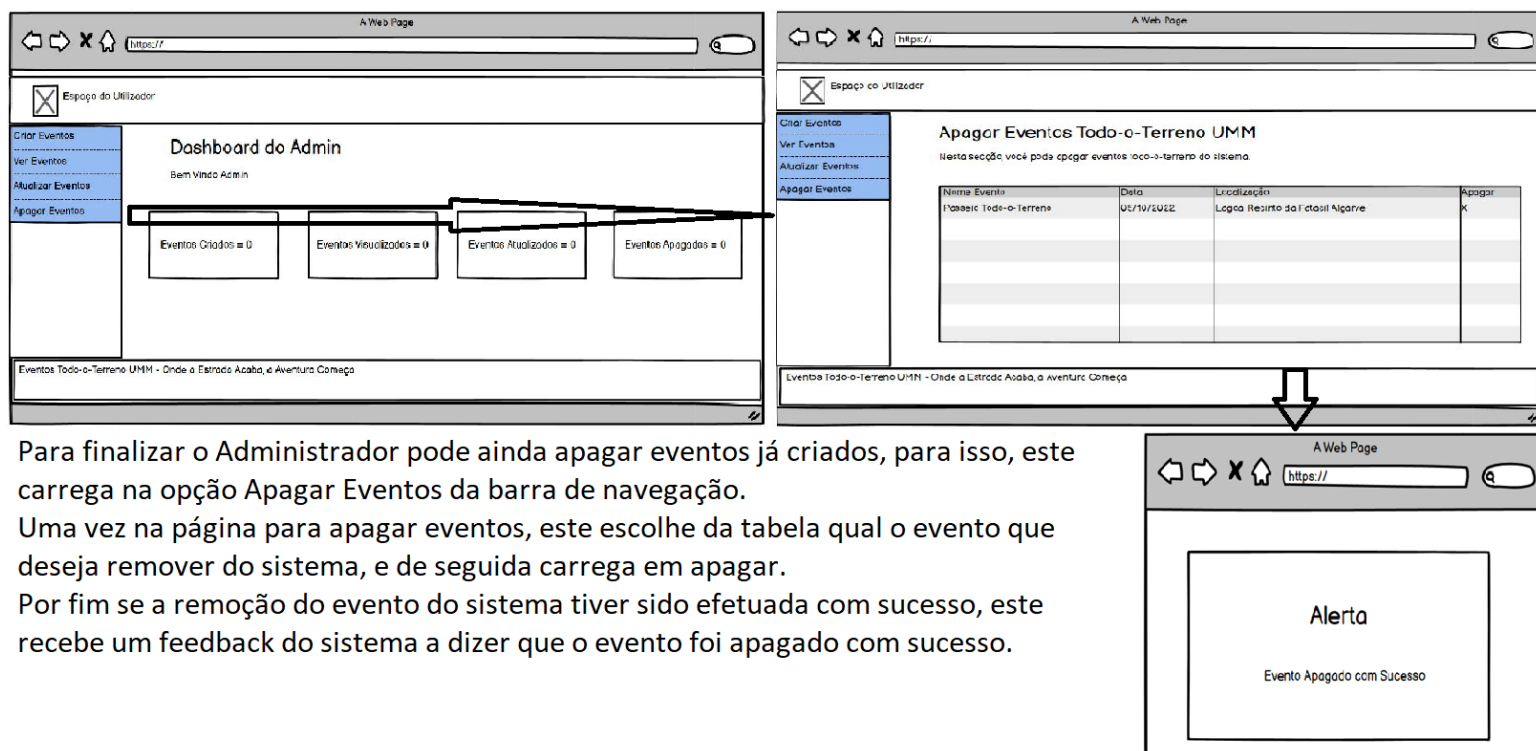 A Web Page
https://
Espaço do Utilizador
Criar Eventos
Ver Eventos
Atualizar Eventos
Apagar Eventos
Dashboard do Admin
Bem Vindo Admin
Eventos Criados = 0
Eventos Visualizados = 0
Eventos Atualizados = 0
Eventos Apagados = 0
Eventos Todo-o-Terreno UMM - Onde a Estrada Acaba, a Aventura Começa
A Web Page
https://
Espaço do Utilizador
Criar Eventos
Ver Eventos
Atualizar Eventos
Apagar Eventos
Apagar Eventos Todo-o-Terreno UMM
Nesta secção, você pode apagar eventos todo-o-terreno do sistema.
Nome Evento Data Localização Apagar
Passeio Todo-o-Terreno 05/10/2022 Lagoa Recinto da Fatasil Algarve X
Eventos Todo-o-Terreno UMM - Onde a Estrada Acaba, a Aventura Começa
Para finalizar o Administrador pode ainda apagar eventos já criados, para isso, este
carrega na opção Apagar Eventos da barra de navegação.
Uma vez na página para apagar eventos, este escolhe da tabela qual o evento que
deseja remover do sistema, e de seguida carrega em apagar.
Por fim se a remoção do evento do sistema tiver sido efetuada com sucesso, este
recebe um feedback do sistema a dizer que o evento foi apagado com sucesso.
A Web Page
https://
Alerta
Evento Apagado com Sucesso